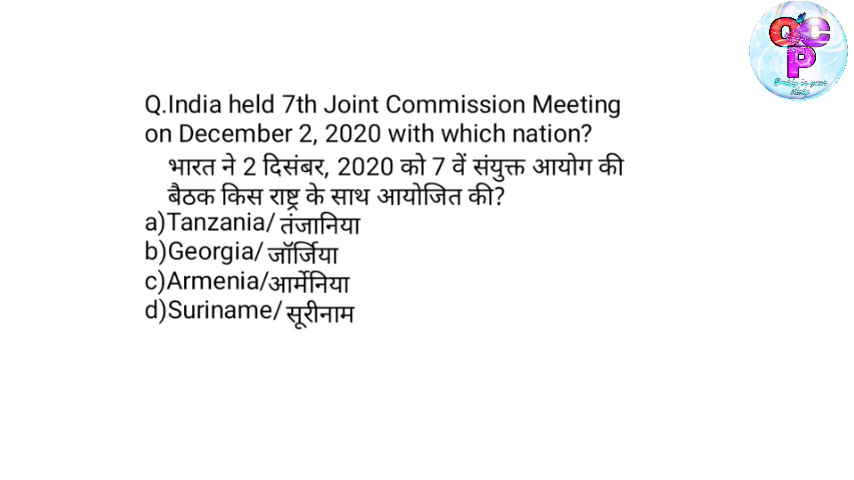 QCP
Q.India held 7th Joint Commission Meeting
on December 2, 2020 with which nation?
भारत ने 2 दिसंबर, 2020 को 7 वें संयुक्त आयोग की
बैठक किस राष्ट्र के साथ आयोजित की?
a)Tanzania/तंजानिया
b)Georgia/जॉर्जिया
c)Armenia/आर्मेनिया
d)Suriname/सूरीनाम